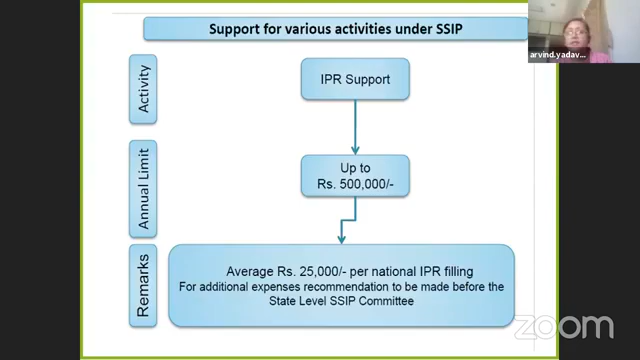 Support for various activities under SSIP
arvind.yadav...
Activity
IPR Support
Annual Limit
Up to
Rs. 500,000/-
Remarks
Average Rs. 25,000/- per national IPR filling
For additional expenses recommendation to be made before the
State Level SSIP Committee
zoom